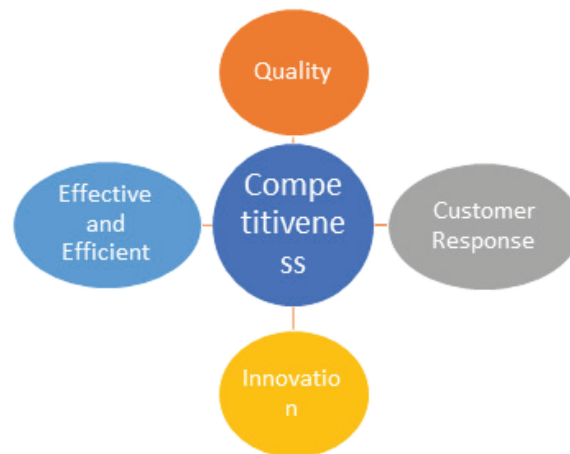 Quality
Effective
and
Efficient
Compe
titivene
ss
Customer
Response
Innovatio
n